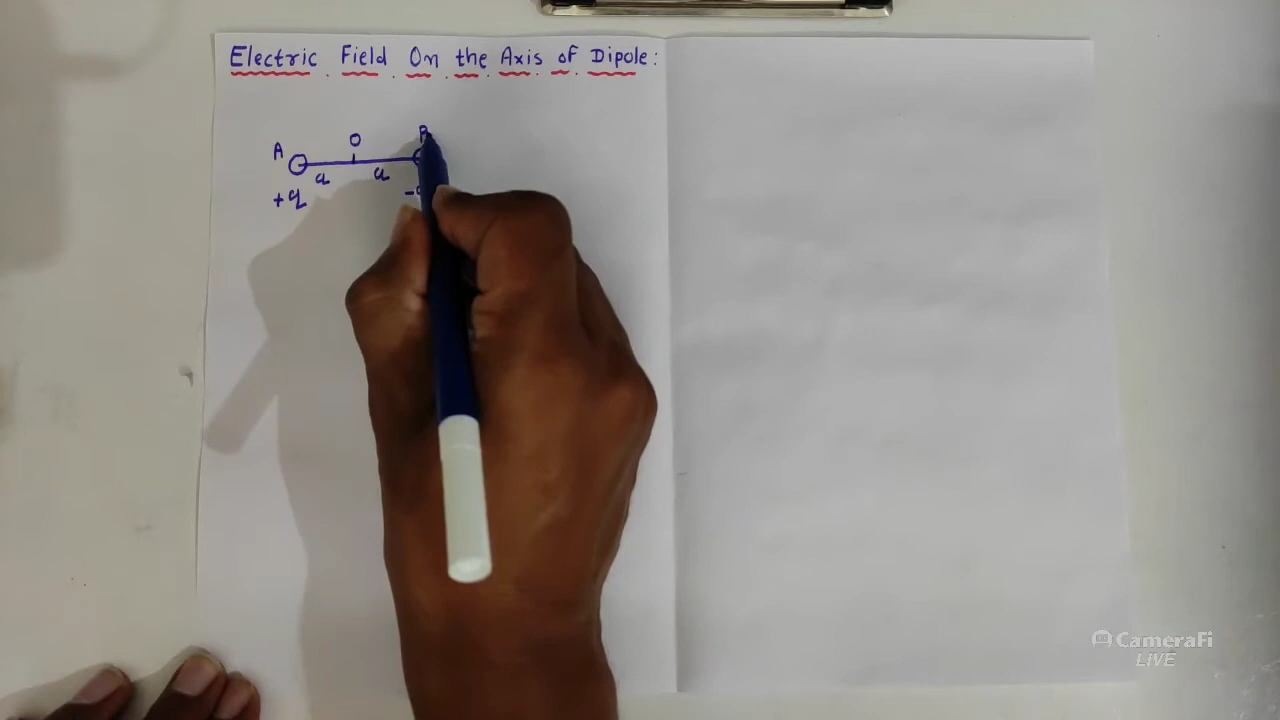 Electric Field On the Axis of Dipole:
O
A
a a
+q
CameraFi
LIVE